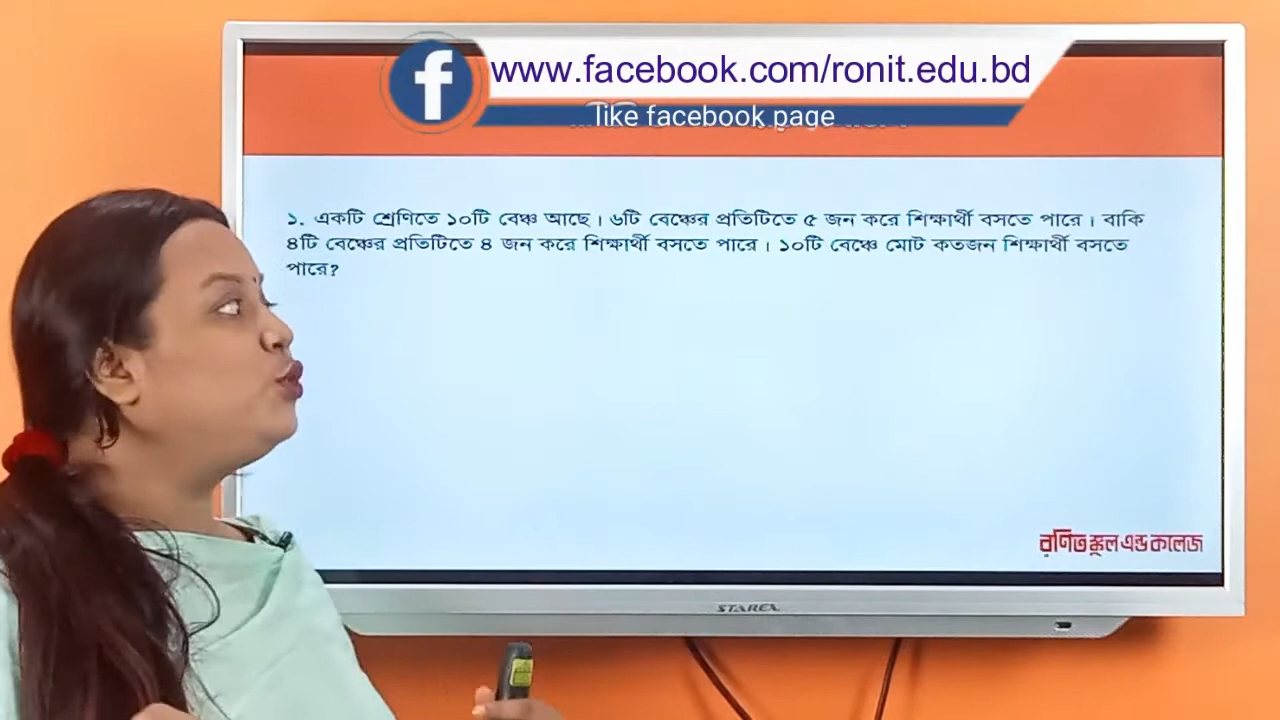 www.facebook.com/ronit.edu.bd
like facebook page
১. একটি শ্রেণিতে ১০টি বেঞ্চ আছে। ৬টি বেঞ্চের প্রতিটিতে ৫ জন করে শিক্ষার্থী বসতে পারে। বাকি
৪টি বেঞ্চের প্রতিটিতে ৪ জন করে শিক্ষার্থী বসতে পারে। ১০টি বেঞ্চে মোট কতজন শিক্ষার্থী বসতে
পারে?
রণিত স্কুল এন্ড কলেজ
STAREX